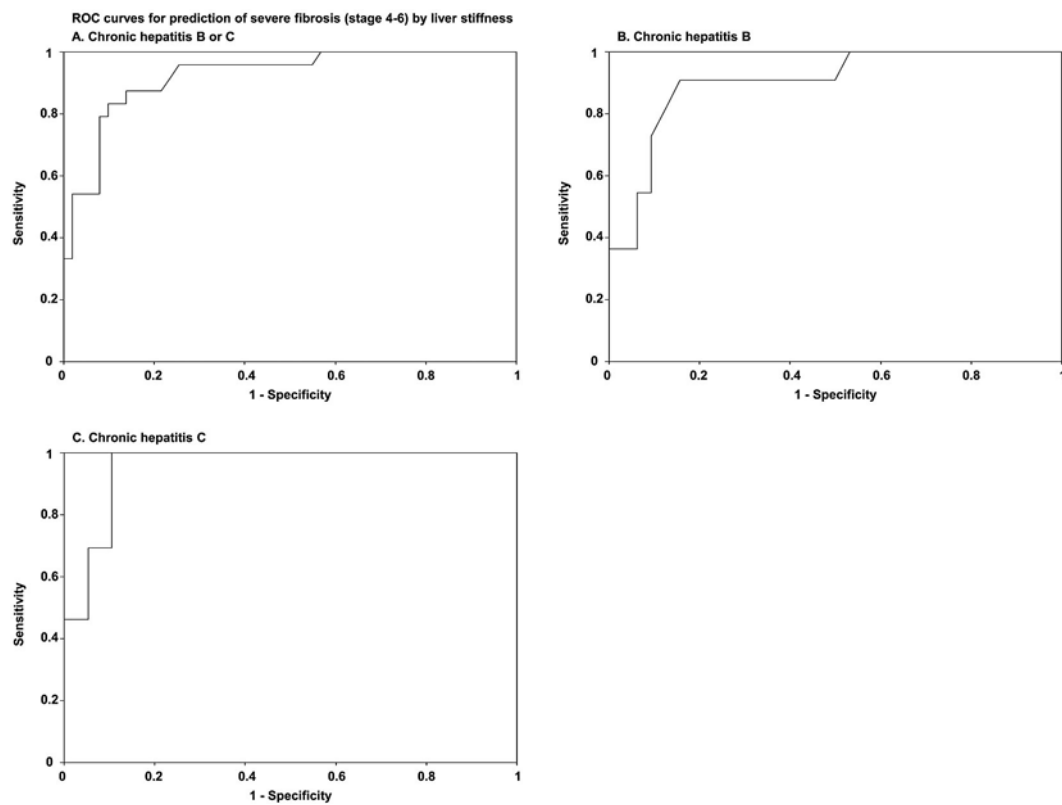 ROC curves for prediction of severe fibrosis (stage 4-6) by liver stiffness
A. Chronic hepatitis B or C
1
0.8
0.6
0.4
0.2
0
Sensitivity
0 0.2 0.4 0.6 0.8 1
1 - Specificity
B. Chronic hepatitis B
1
0.8
0.6
0.4
0.2
0
Sensitivity
0 0.2 0.4 0.6 0.8 1
1 - Specificity
C. Chronic hepatitis C
1
0.8
0.6
0.4
0.2
0
Sensitivity
0 0.2 0.4 0.6 0.8 1
1 - Specificity